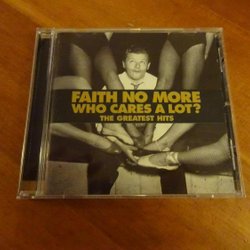 FAITH NO MORE
WHO CARES A LOT?
THE GREATEST HITS